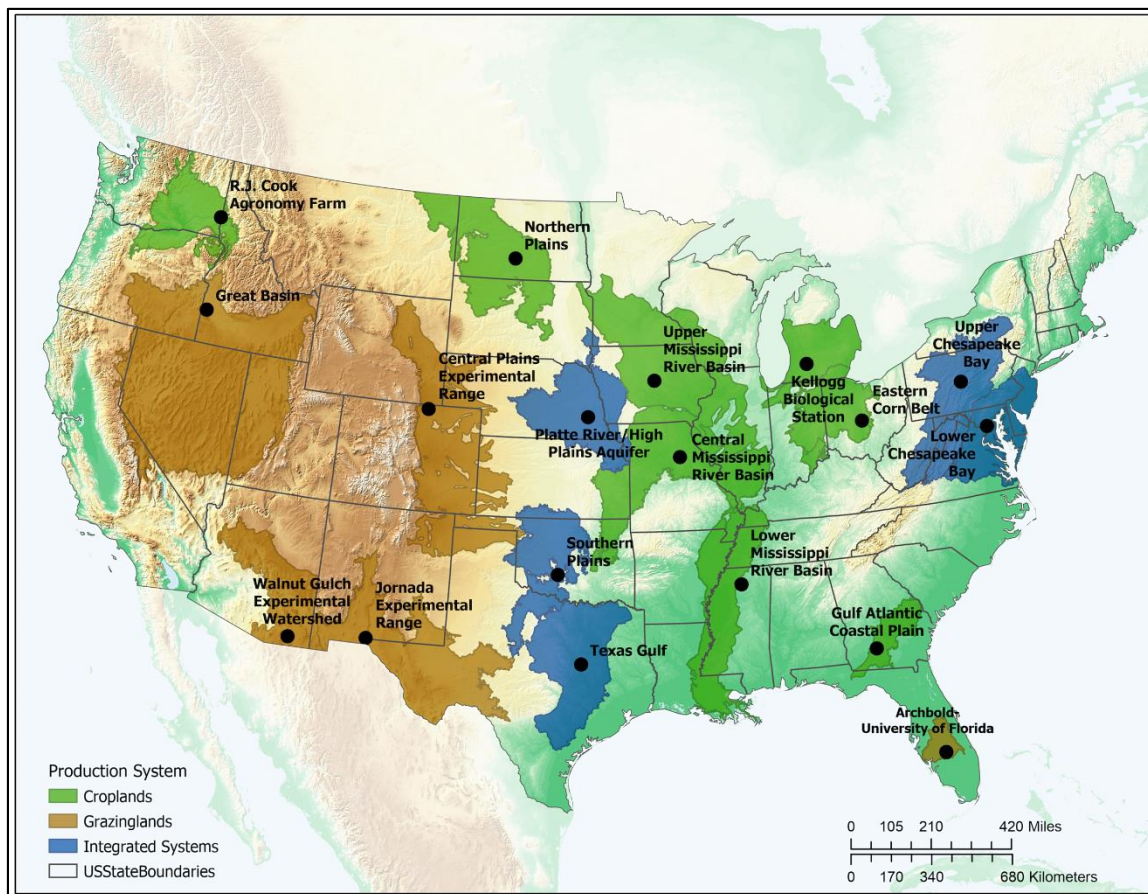 R.J. Cook
Agronomy Farm
Northern
Plains
Great Basin
Upper
Mississippi
River Basin
Upper
Chesapeake
Bay
Central Plains
Experimental
Range
Kellogg
Biological
Station
Eastern
Corn Belt
Platte River/High
Plains Aquifer
Central
Mississippi
River Basin
Lower
Chesapeake
Bay
Southern
Plains
Lower
Mississippi
River Basin
Walnut Gulch
Experimental
Watershed
Jornada
Experimental
Range
Gulf Atlantic
Coastal Plain
Texas Gulf
Archbold-
University of Florida
Production System
Croplands
Grazinglands
Integrated Systems
USStateBoundaries
0 105 210 420 Miles
0 170 340 680 Kilometers